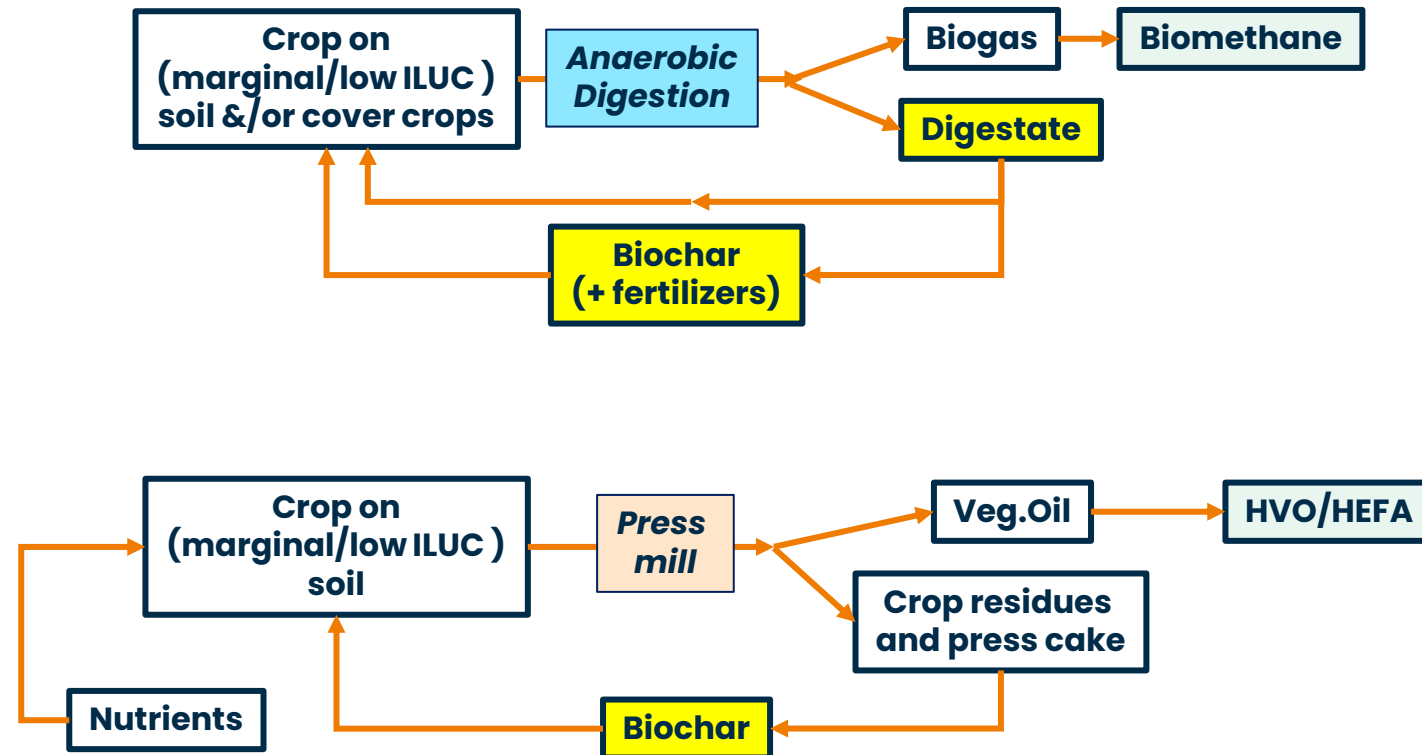 Crop on
(marginal/low ILUC )
soil &/or cover crops
Anaerobic
Digestion
Biogas
Biomethane
Digestate
Biochar
(+ fertilizers)
Crop on
(marginal/low ILUC )
soil
Press
mill
Veg.Oil
HVO/HEFA
Crop residues
and press cake
Nutrients
Biochar